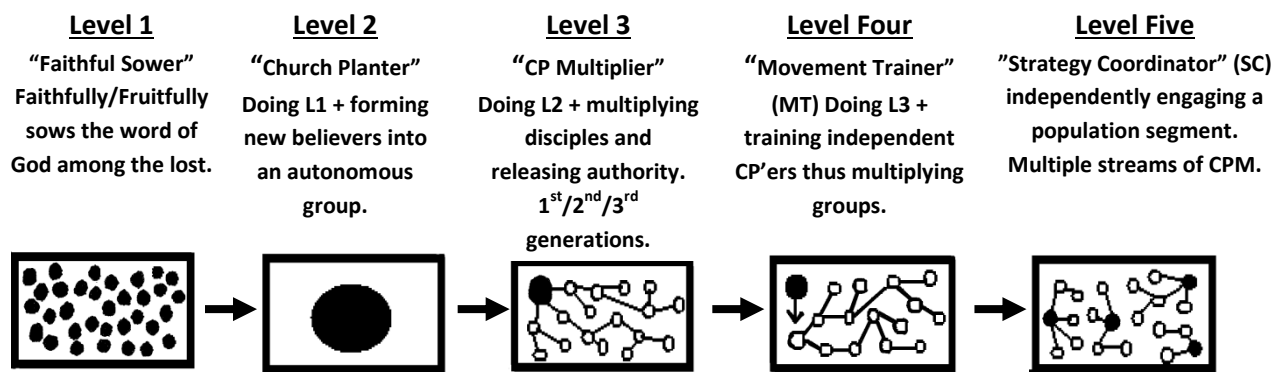 Level 1
“Faithful Sower”
Faithfully/Fruitfully
sows the word of
God among the lost.
Level 2
“Church Planter”
Doing L1 + forming
new believers into
an autonomous
group.
Level 3
“CP Multiplier”
Doing L2 + multiplying
disciples and
releasing authority.
1st/2nd/3rd
generations.
Level Four
“Movement Trainer”
(MT) Doing L3 +
training independent
CP’ers thus multiplying
groups.
Level Five
”Strategy Coordinator” (SC)
independently engaging a
population segment.
Multiple streams of CPM.